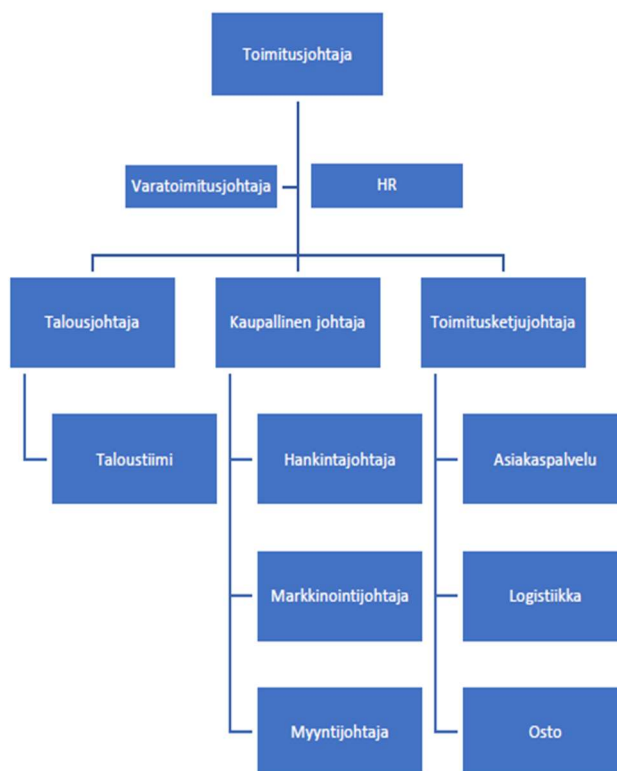 Toimitusjohtaja
Varatoimitusjohtaja
HR
Talousjohtaja
Kaupallinen johtaja
Toimitusketjujohtaja
Taloustiimi
Hankintajohtaja
Asiakaspalvelu
Markkinointijohtaja
Logistiikka
Myyntijohtaja
Osto